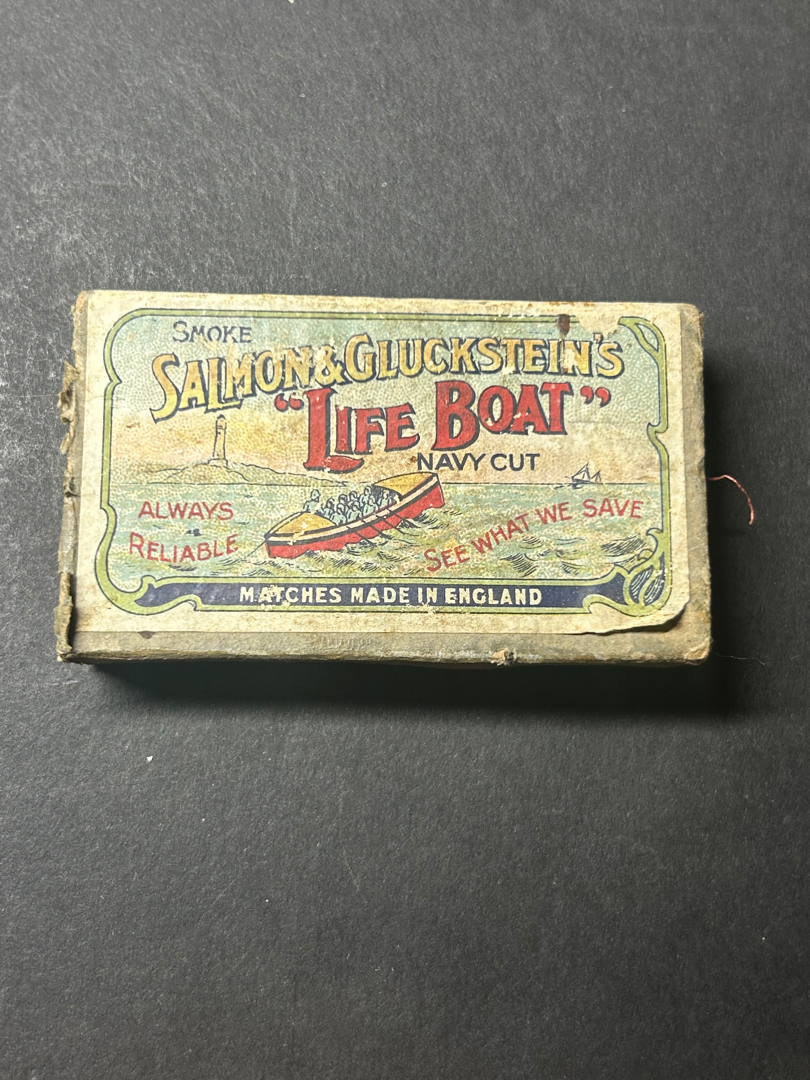 SMOKE
SALMON & GLUCKSTEIN'S
"LIFE BOAT"
NAVY CUT
ALWAYS
RELIABLE
SEE WHAT WE SAVE
MATCHES MADE IN ENGLAND